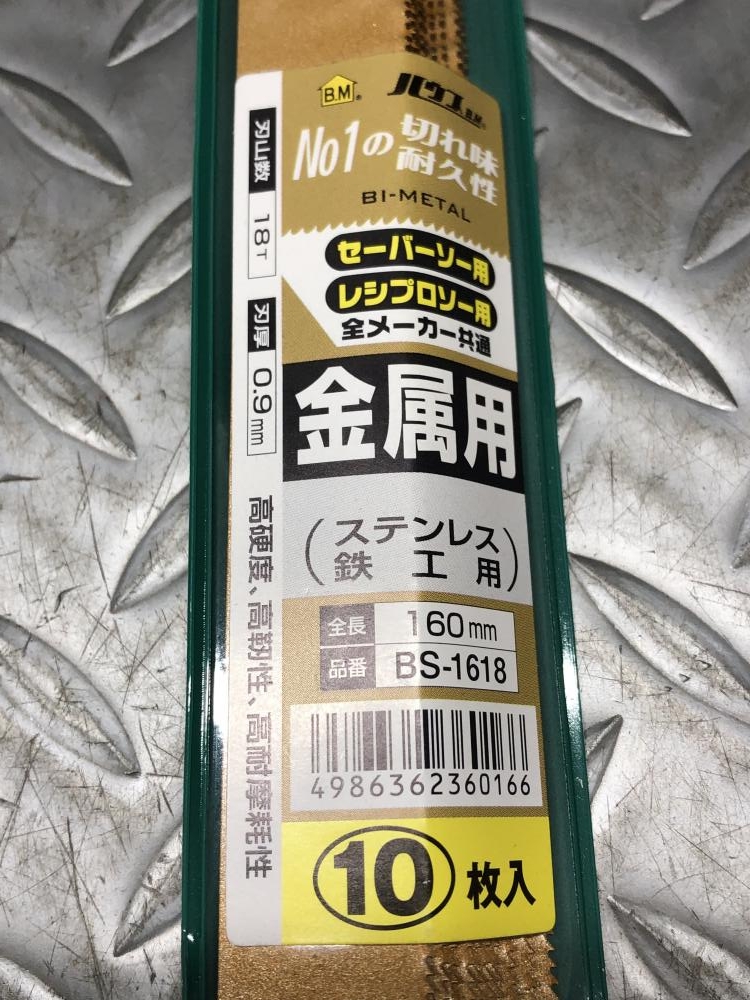 B.M®
ハウスB.M®
No1の切れ味
耐久性
BI-METAL
セーバーソー用
レシプロソー用
全メーカー共通
金属用
(ステンレス
鉄工用)
全長 160mm
品番 BS-1618
4986362360166
10枚入
刃山数 18T
刃厚 0.9mm
高硬度、高靭性、高耐摩耗性